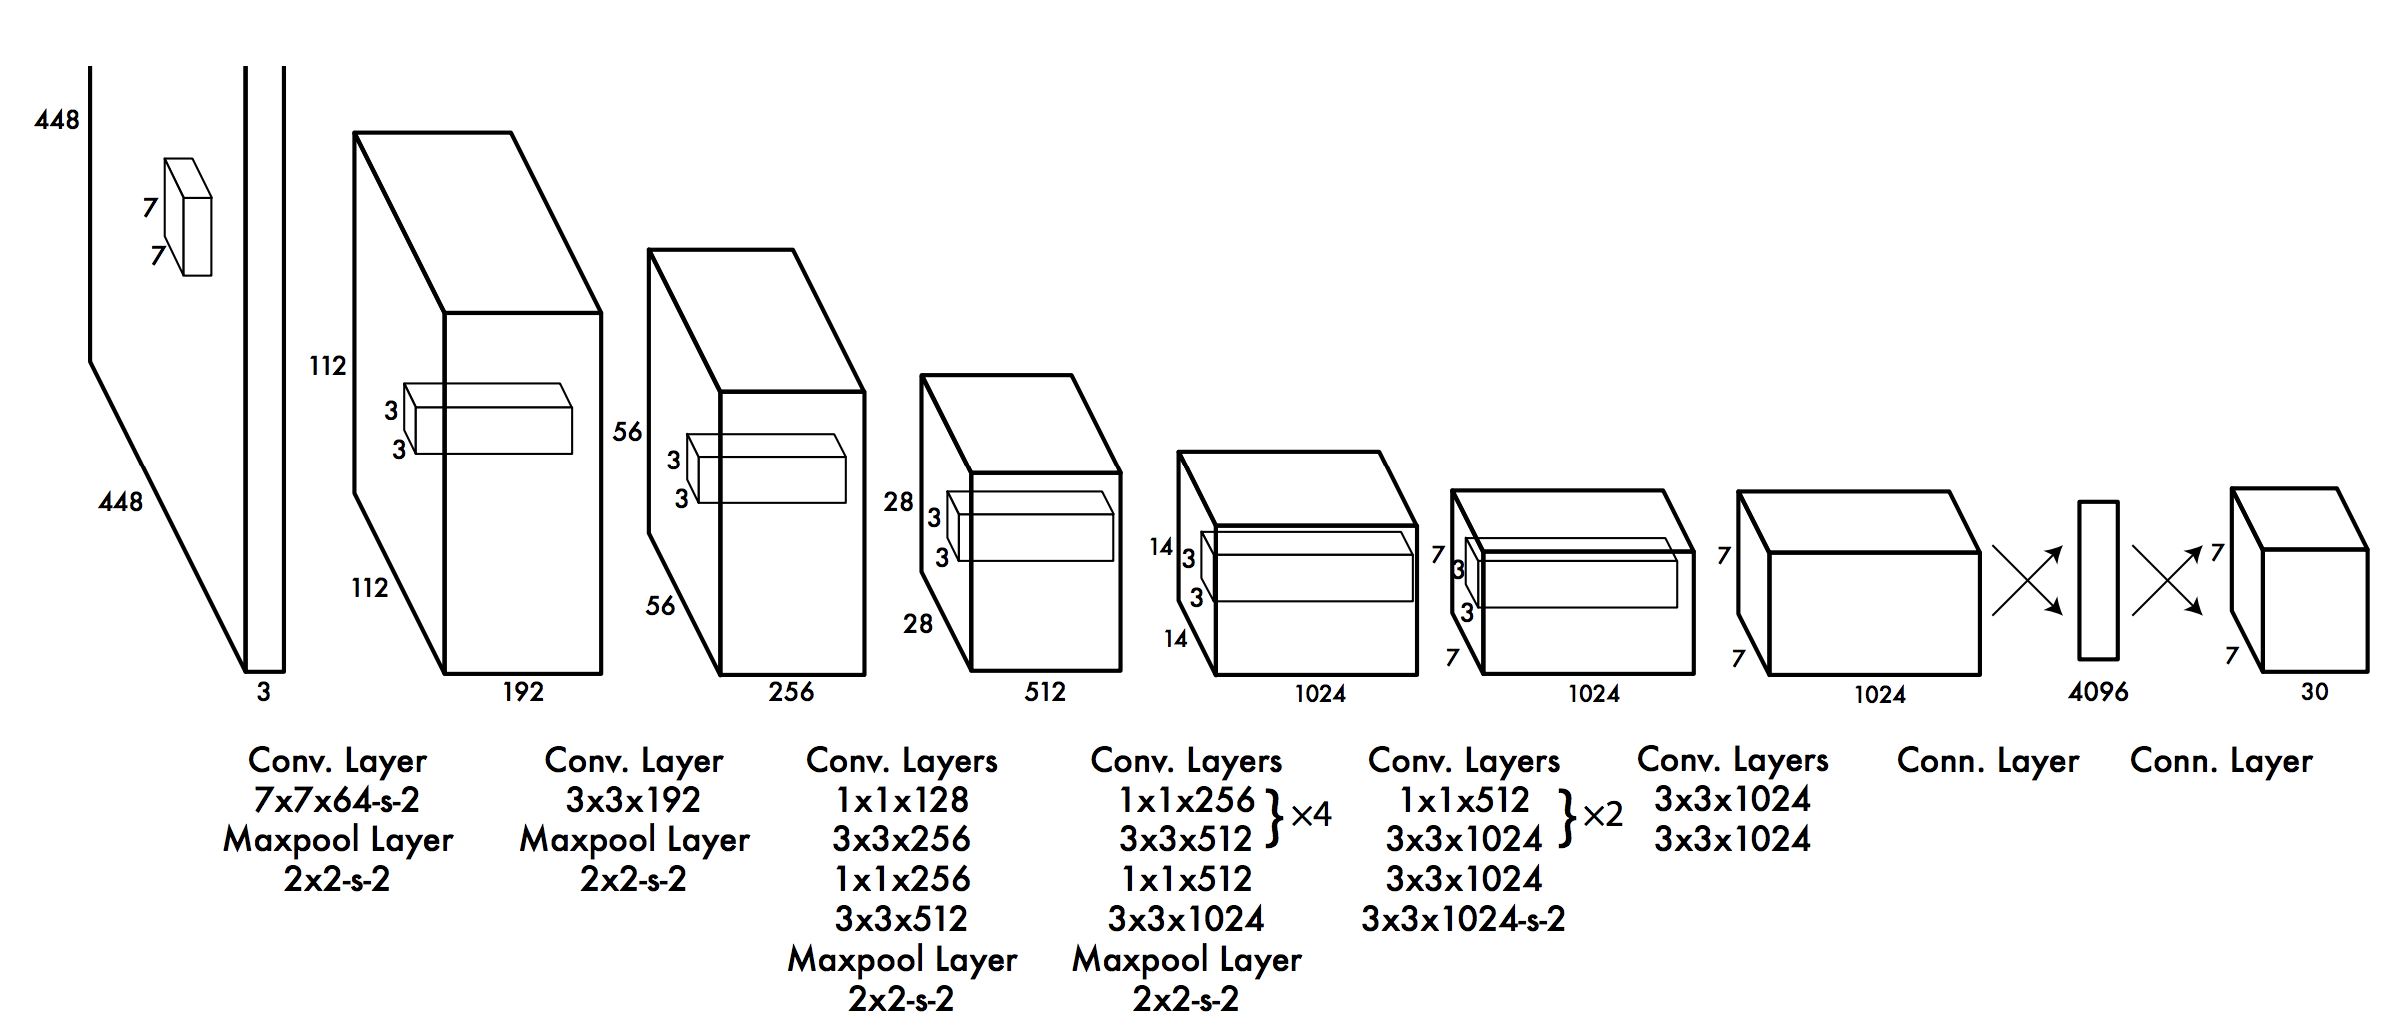 448
7
7
448
3
112
3
3
112
192
56
3
3
56
256
28
3
3
28
512
14
3
3
14
1024
7
3
3
7
1024
7
7
1024
4096
7
7
30
Conv. Layer
7x7x64-s-2
Maxpool Layer
2x2-s-2
Conv. Layer
3x3x192
Maxpool Layer
2x2-s-2
Conv. Layers
1x1x128
3x3x256
1x1x256
3x3x512
Maxpool Layer
2x2-s-2
Conv. Layers
1x1x256
3x3x512
} ×4
1x1x512
3x3x1024
Maxpool Layer
2x2-s-2
Conv. Layers
1x1x512
3x3x1024
} ×2
3x3x1024
3x3x1024-s-2
Conv. Layers
3x3x1024
3x3x1024
Conn. Layer
Conn. Layer